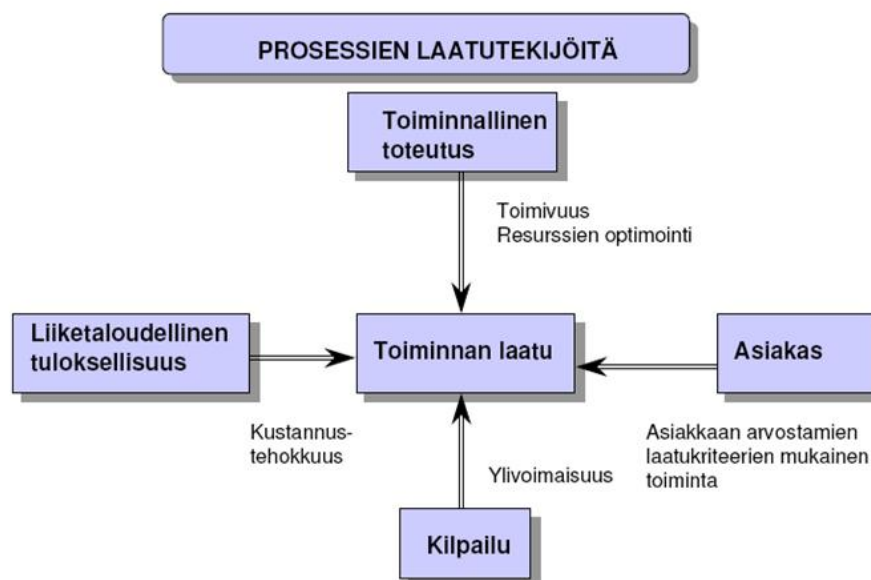 PROSESSIEN LAATUTEKIJÖITÄ
Toiminnallinen
toteutus
Toimivuus
Resurssien optimointi
Liiketaloudellinen
tuloksellisuus
Toiminnan laatu
Asiakas
Kustannus-
tehokkuus
Ylivoimaisuus
Asiakkaan arvostamien
laatukriteerien mukainen
toiminta
Kilpailu